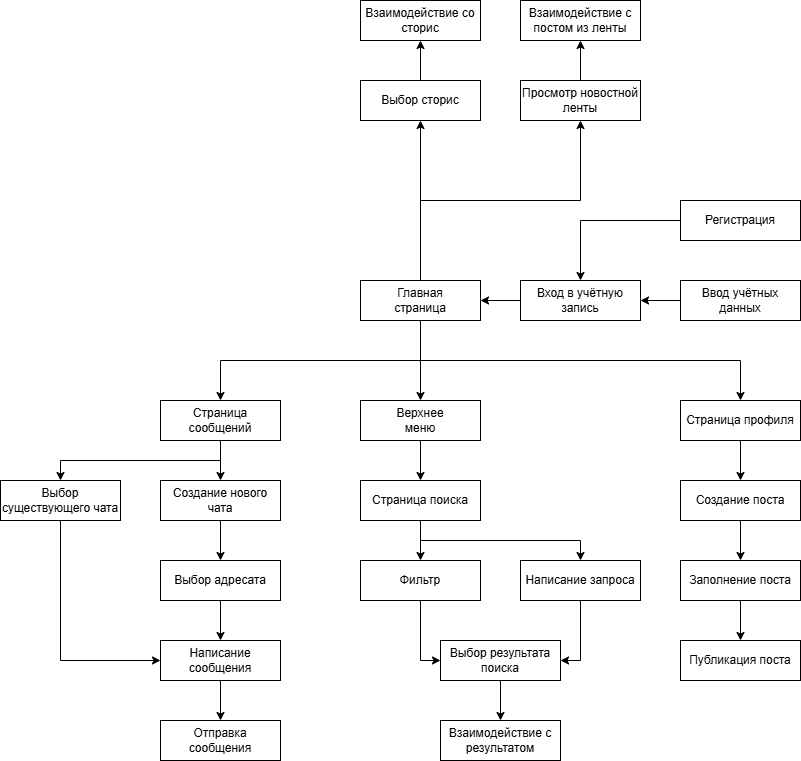 Взаимодействие со
сторис
Взаимодействие с
постом из ленты
Выбор сторис
Просмотр новостной
ленты
Регистрация
Главная
страница
Вход в учётную
запись
Ввод учётных
данных
Страница
сообщений
Верхнее
меню
Страница профиля
Выбор
существующего чата
Создание нового
чата
Страница поиска
Создание поста
Выбор адресата
Фильтр
Написание запроса
Заполнение поста
Написание
сообщения
Выбор результата
поиска
Публикация поста
Отправка
сообщения
Взаимодействие с
результатом